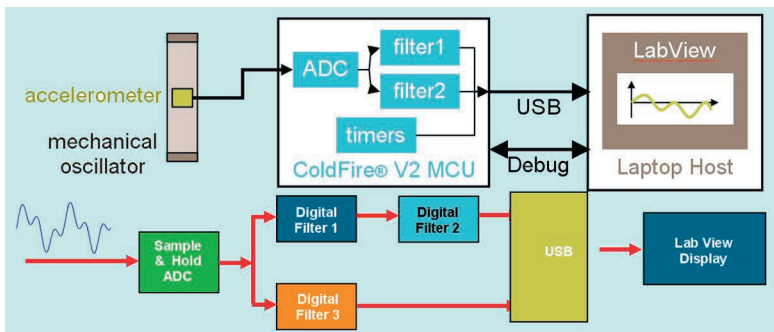 accelerometer
mechanical
oscillator
ADC
filter1
filter2
timers
ColdFire® V2 MCU
USB
Debug
LabView
Laptop Host
Sample
& Hold
ADC
Digital
Filter 1
Digital
Filter 2
Digital
Filter 3
USB
Lab View
Display